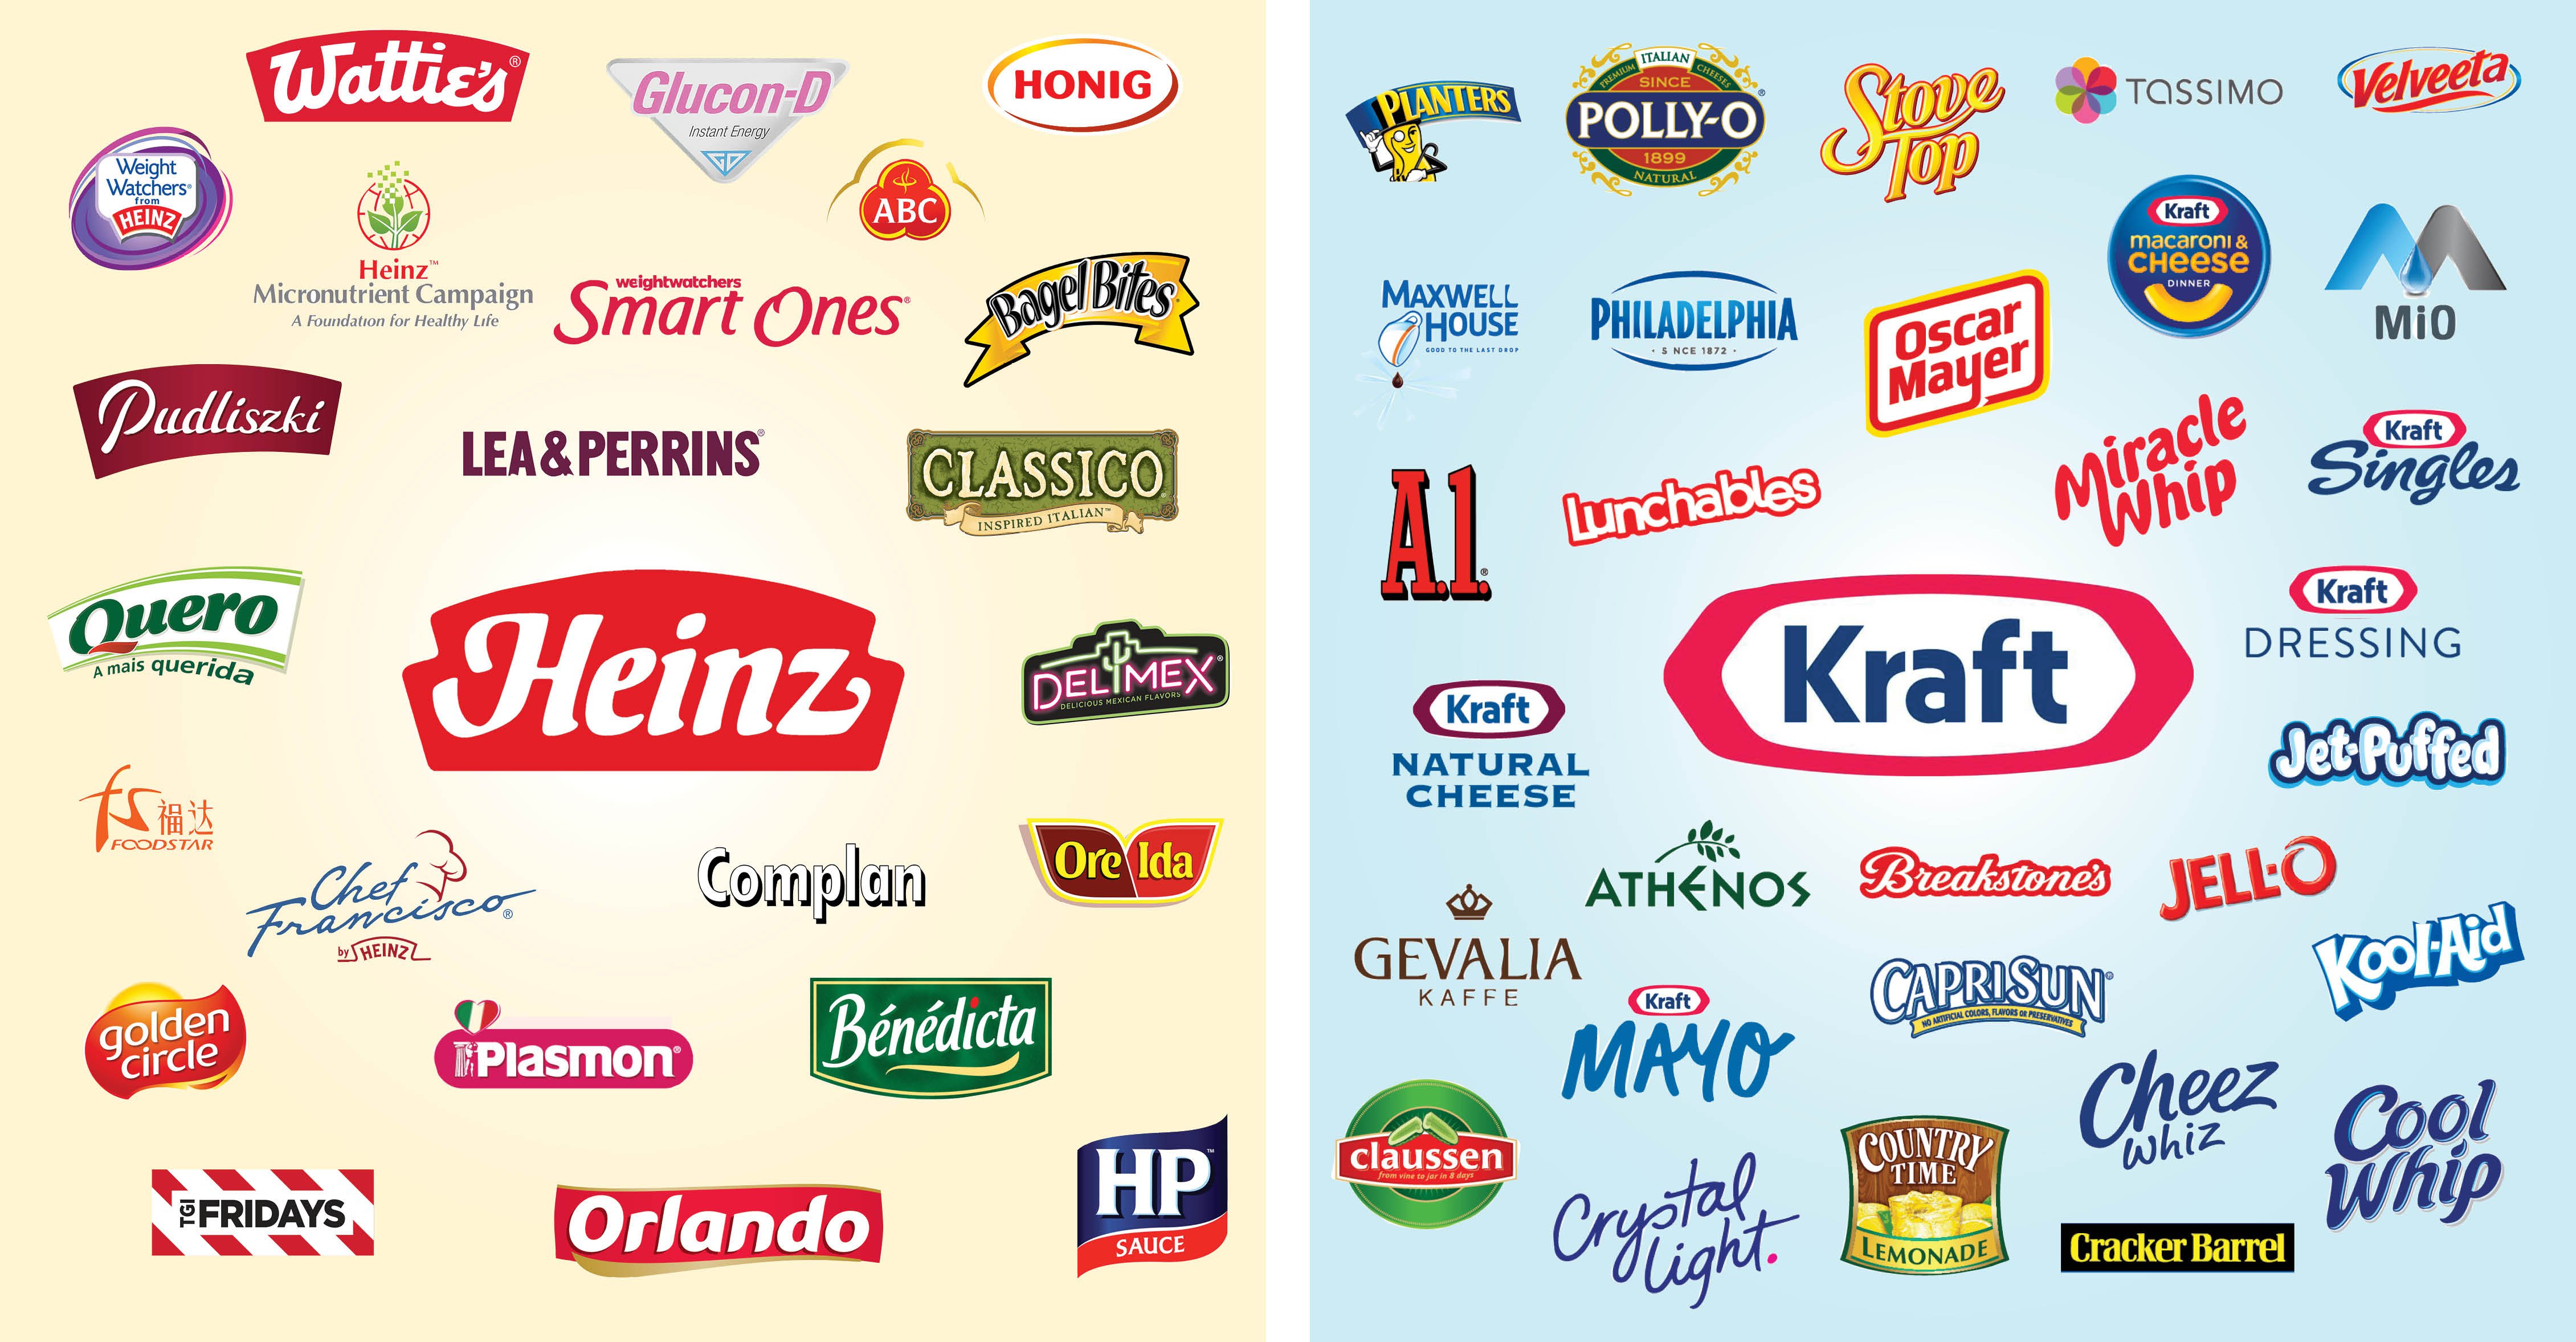 Wattie's®
Glucon-D
Instant Energy
HONIG
Weight
Watchers®
from
HEINZ
Heinz™
Micronutrient Campaign
A Foundation for Healthy Life
ABC
weightwatchers
Smart Ones®
Bagel Bites®
Pudliszki
LEA & PERRINS®
CLASSICO®
INSPIRED ITALIAN™
Quero
A mais querida
Heinz
DELIMEX®
DELICIOUS MEXICAN FLAVORS
fs 福达
FOODSTAR
Chef
Francisco®
by HEINZ
Complan
Ore Ida
golden
circle
Plasmon®
Bénédicta
TGI FRIDAYS
Orlando
HP™
SAUCE
PLANTERS
ITALIAN
PREMIUM CHEESES
SINCE
POLLY-O®
1899
NATURAL
Stove
Top
TASSIMO
Velveeta
Kraft
macaroni &
cheese
DINNER
MiO
MAXWELL
HOUSE
GOOD TO THE LAST DROP
PHILADELPHIA
· S NCE 1872 ·
Oscar
Mayer
A.1.®
Lunchables
Miracle
Whip
Kraft
Singles
Kraft
Kraft
DRESSING
Kraft
NATURAL
CHEESE
Jet-Puffed
ATHENOS
Breakstone's
JELL-O
GEVALIA
KAFFE
Kool-Aid
CAPRI SUN®
NO ARTIFICIAL COLORS, FLAVORS OR PRESERVATIVES
Kraft
MAYO
claussen
from vine to jar in 8 days
Crystal
Light.
COUNTRY
TIME
LEMONADE
Cheez
Whiz
Cool
Whip
Cracker Barrel